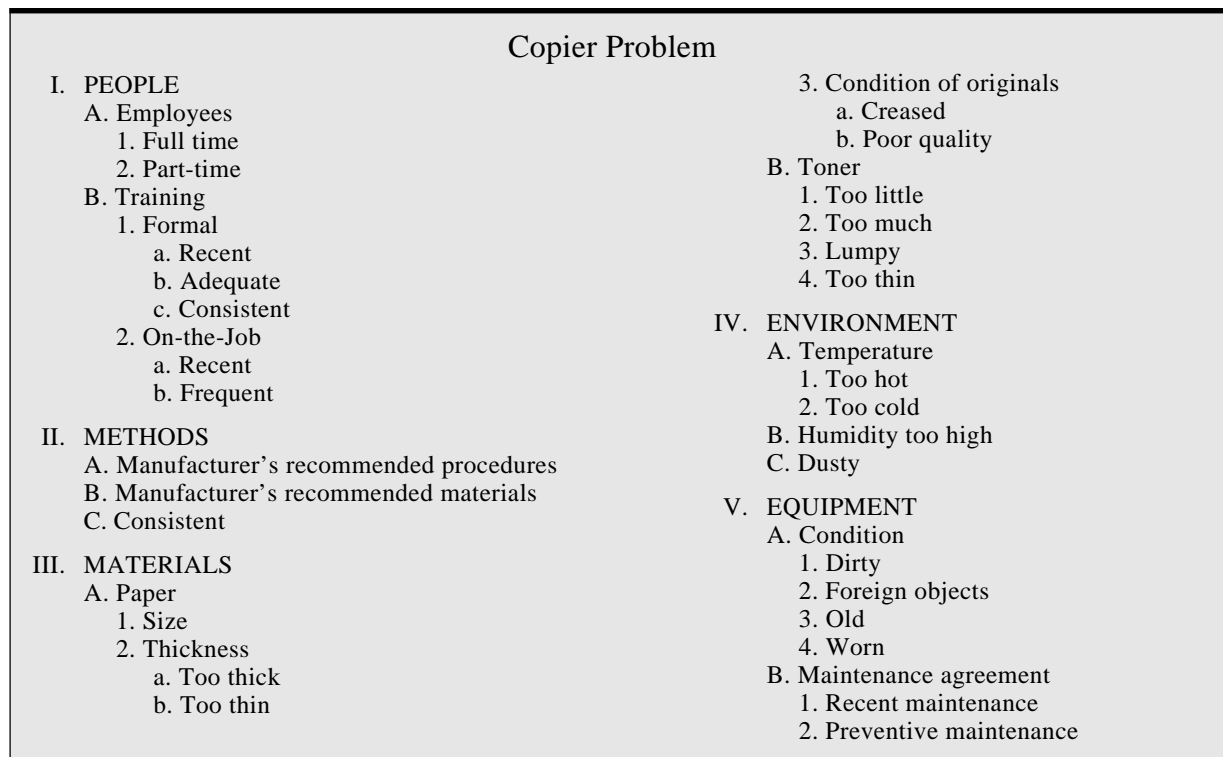 Copier Problem
I. PEOPLE
A. Employees
1. Full time
2. Part-time
B. Training
1. Formal
a. Recent
b. Adequate
c. Consistent
2. On-the-Job
a. Recent
b. Frequent
II. METHODS
A. Manufacturer’s recommended procedures
B. Manufacturer’s recommended materials
C. Consistent
III. MATERIALS
A. Paper
1. Size
2. Thickness
a. Too thick
b. Too thin
3. Condition of originals
a. Creased
b. Poor quality
B. Toner
1. Too little
2. Too much
3. Lumpy
4. Too thin
IV. ENVIRONMENT
A. Temperature
1. Too hot
2. Too cold
B. Humidity too high
C. Dusty
V. EQUIPMENT
A. Condition
1. Dirty
2. Foreign objects
3. Old
4. Worn
B. Maintenance agreement
1. Recent maintenance
2. Preventive maintenance